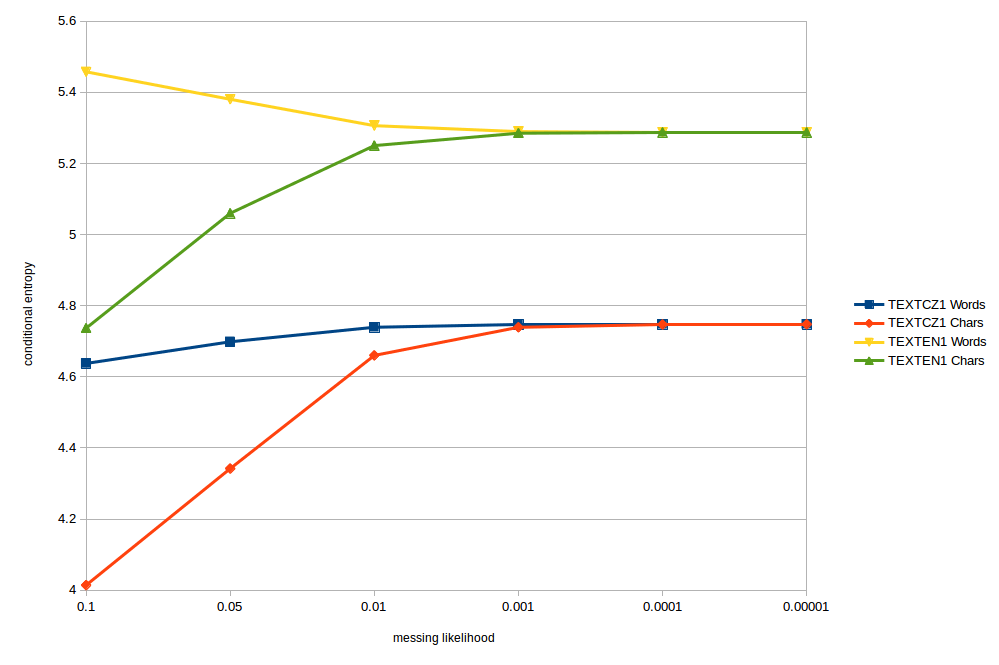 5.6
5.4
5.2
5
4.8
4.6
4.4
4.2
4
conditional entropy
0.1 0.05 0.01 0.001 0.0001 0.00001
messing likelihood
TEXTCZ1 Words
TEXTCZ1 Chars
TEXTEN1 Words
TEXTEN1 Chars